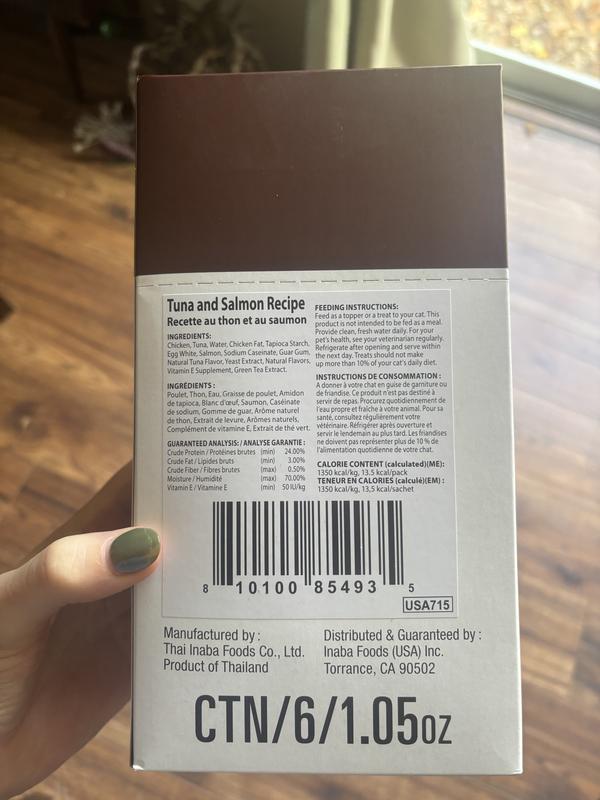 Tuna and Salmon Recipe
Recette au thon et au saumon
INGREDIENTS:
Chicken, Tuna, Water, Chicken Fat, Tapioca Starch,
Egg White, Salmon, Sodium Caseinate, Guar Gum,
Natural Tuna Flavor, Yeast Extract, Natural Flavors,
Vitamin E Supplement, Green Tea Extract.
INGRÉDIENTS :
Poulet, Thon, Eau, Graisse de poulet, Amidon
de tapioca, Blanc d'œuf, Saumon, Caséinate
de sodium, Gomme de guar, Arôme naturel
de thon, Extrait de levure, Arômes naturels,
Complément de vitamine E, Extrait de thé vert.
GUARANTEED ANALYSIS: / ANALYSE GARANTIE :
Crude Protein / Protéines brutes (min) 24.00%
Crude Fat / Lipides bruts (min) 3.00%
Crude Fiber / Fibres brutes (max) 0.50%
Moisture / Humidité (max) 70.00%
Vitamin E / Vitamine E (min) 50 IU/kg
FEEDING INSTRUCTIONS:
Feed as a topper or a treat to your cat. This
product is not intended to be fed as a meal.
Provide clean, fresh water daily. For your
pet's health, see your veterinarian regularly.
Refrigerate after opening and serve within
the next day. Treats should not make
up more than 10% of your cat's daily diet.
INSTRUCTIONS DE CONSOMMATION :
A donner à votre chat en guise de garniture ou
de friandise. Ce produit n'est pas destiné à
servir de repas. Procurez quotidiennement de
l'eau propre et fraîche à votre animal. Pour sa
santé, consultez régulièrement votre
vétérinaire. Réfrigérer après ouverture et
servir le lendemain au plus tard. Les friandises
ne doivent pas représenter plus de 10 % de
l'alimentation quotidienne de votre chat.
CALORIE CONTENT (calculated)(ME):
1350 kcal/kg, 13.5 kcal/pack
TENEUR EN CALORIES (calculé)(EM) :
1350 kcal/kg, 13,5 kcal/sachet
8 10100 85493 5
USA715
Manufactured by :
Thai Inaba Foods Co., Ltd.
Product of Thailand
Distributed & Guaranteed by :
Inaba Foods (USA) Inc.
Torrance, CA 90502
CTN/6/1.05oz